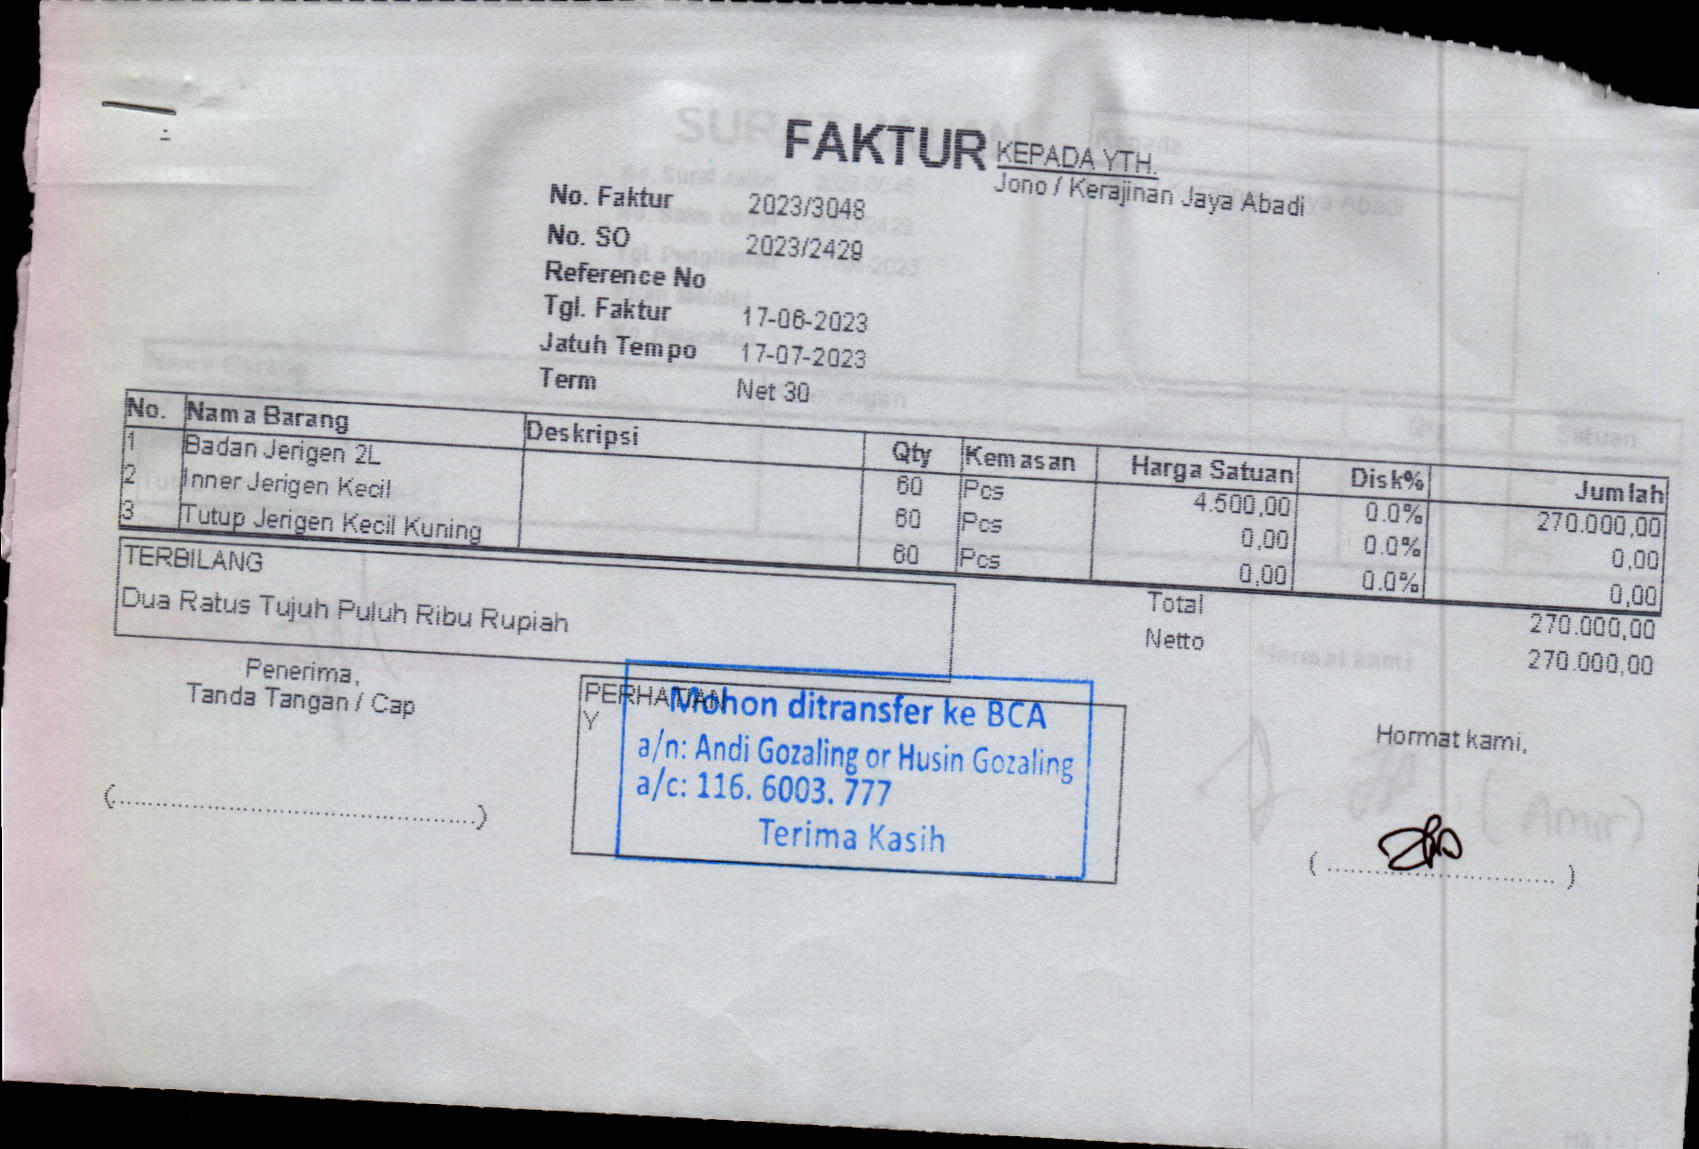 FAKTUR
KEPADA YTH.
Jono / Kerajinan Jaya Abadi
No. Faktur 2023/3048
No. SO 2023/2429
Reference No
Tgl. Faktur 17-06-2023
Jatuh Tempo 17-07-2023
Term Net 30
No. Nama Barang Deskripsi Qty Kemasan Harga Satuan Disk% Jumlah
1 Badan Jerigen 2L 60 Pcs 4.500,00 0.0% 270.000,00
2 Inner Jerigen Kecil 60 Pcs 0,00 0.0% 0,00
3 Tutup Jerigen Kecil Kuning 60 Pcs 0,00 0.0% 0,00
TERBILANG
Dua Ratus Tujuh Puluh Ribu Rupiah
Total 270.000,00
Netto 270.000,00
Penerima,
Tanda Tangan / Cap
(...............................................)
PERHATIAN
Y
Mohon ditransfer ke BCA
a/n: Andi Gozaling or Husin Gozaling
a/c: 116. 6003. 777
Terima Kasih
Hormat kami,
( ................................ )